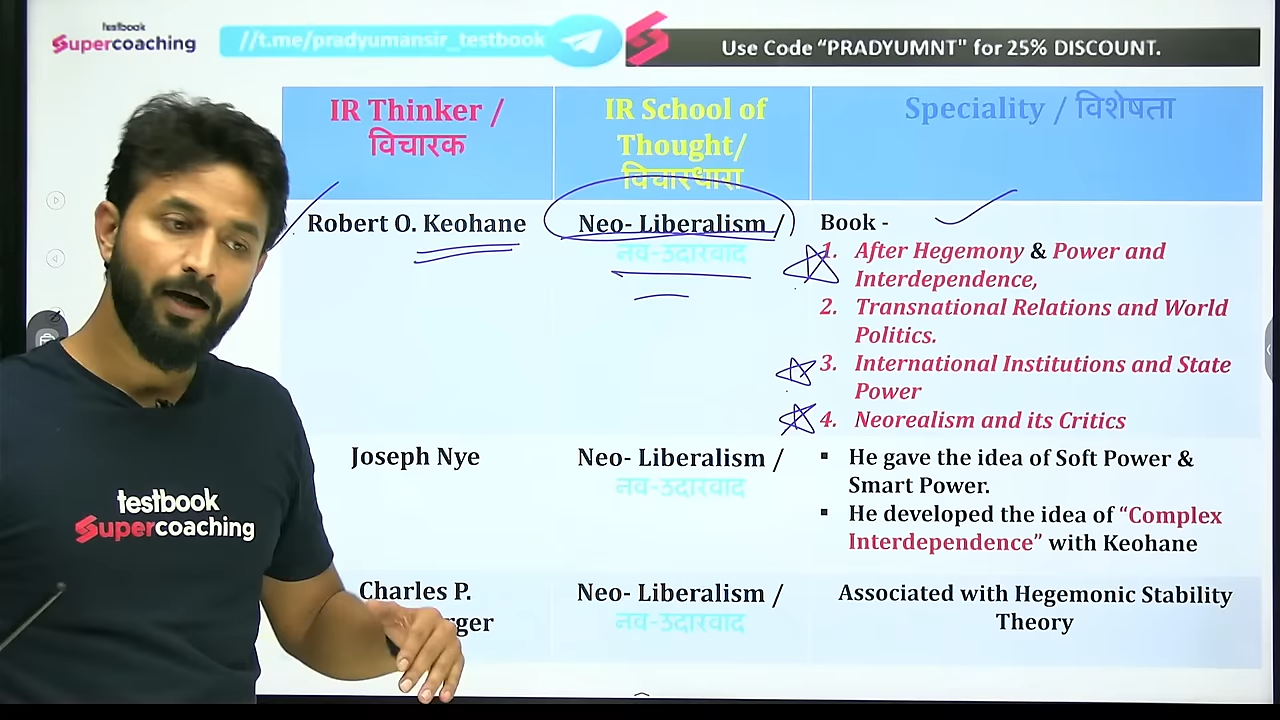 testbook
Supercoaching
//t.me/pradyumansir_testbook
Use Code “PRADYUMNT" for 25% DISCOUNT.
IR Thinker /
विचारक
IR School of
Thought/
विचारधारा
Speciality / विशेषता
Robert O. Keohane
Neo- Liberalism /
नव-उदारवाद
Book -
1. After Hegemony & Power and
Interdependence,
2. Transnational Relations and World
Politics.
3. International Institutions and State
Power
4. Neorealism and its Critics
Joseph Nye
Neo- Liberalism /
नव-उदारवाद
▪ He gave the idea of Soft Power &
Smart Power.
▪ He developed the idea of “Complex
Interdependence” with Keohane
Charles P.
Neo- Liberalism /
नव-उदारवाद
Associated with Hegemonic Stability
Theory
testbook
Supercoaching